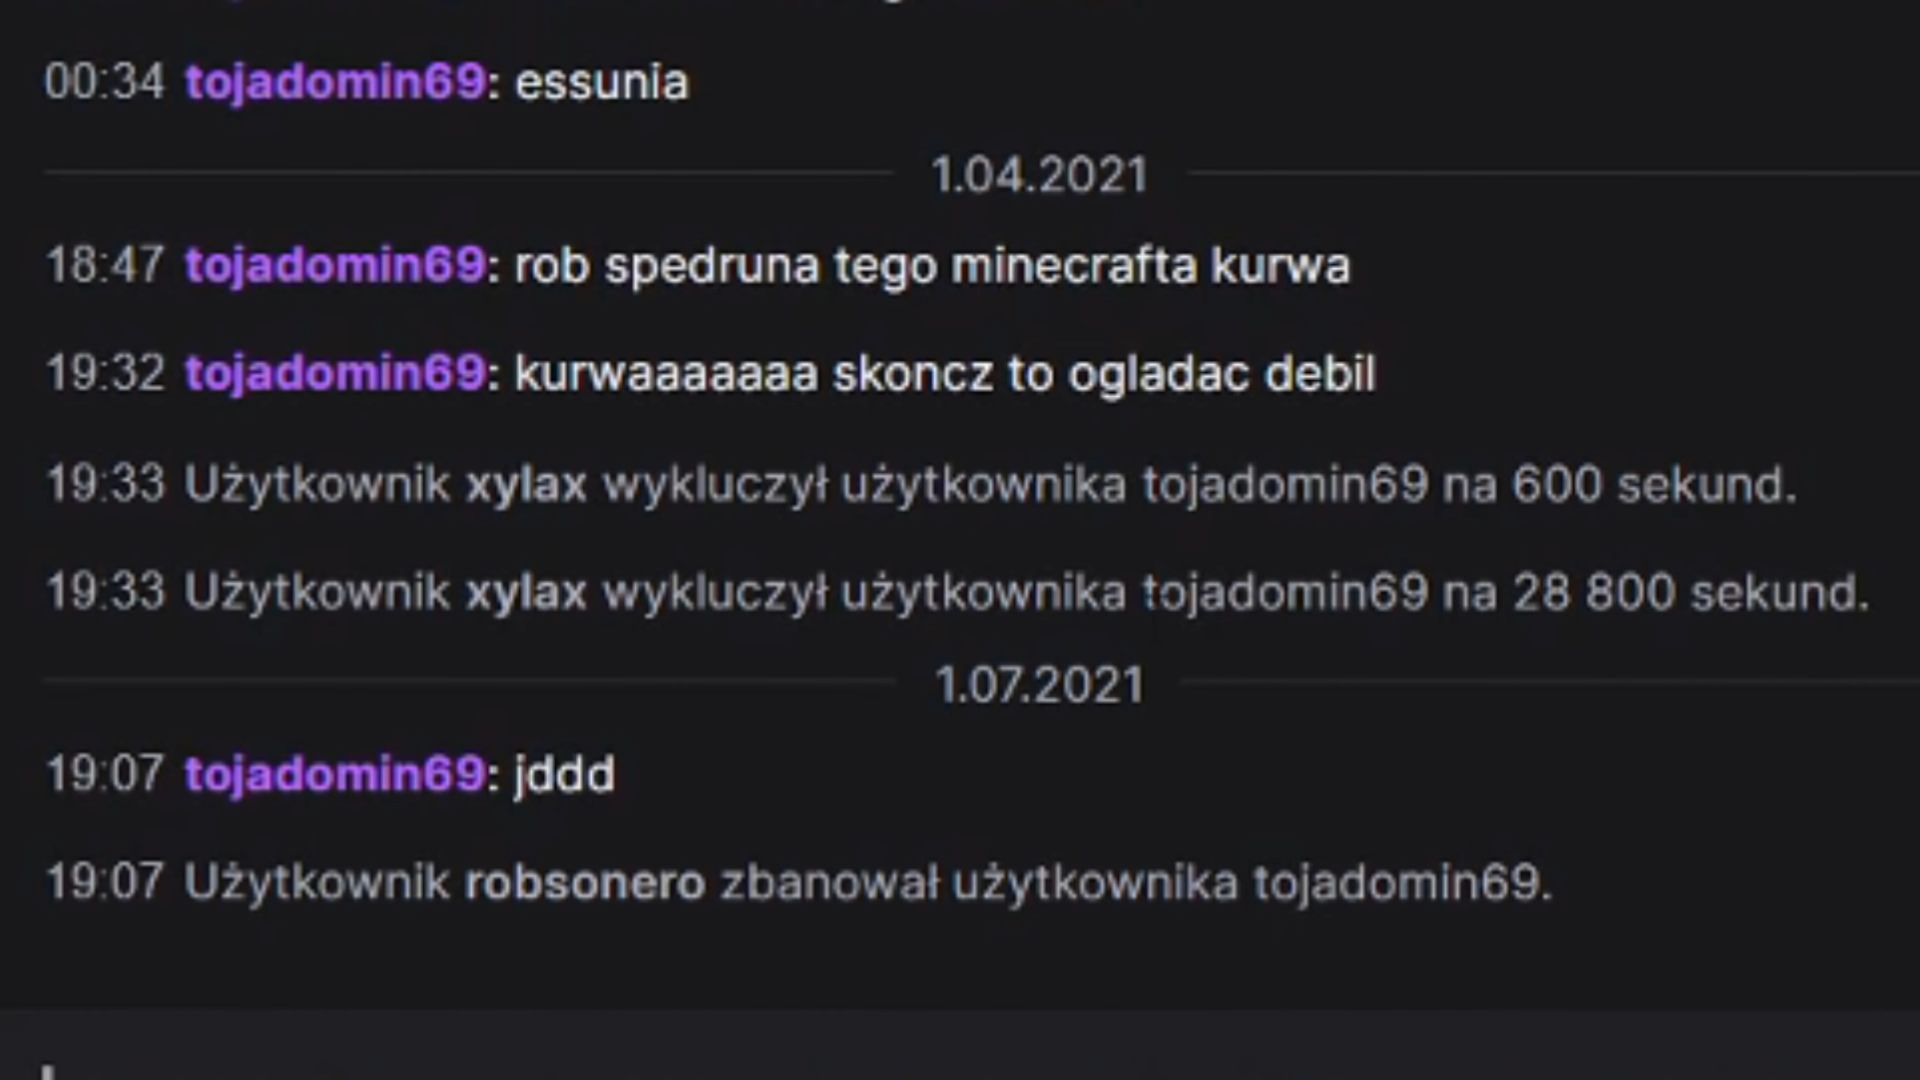 00:34 tojadomin69: essunia
1.04.2021
18:47 tojadomin69: rob spedruna tego minecrafta kurwa
19:32 tojadomin69: kurwaaaaaaa skoncz to ogladac debil
19:33 Użytkownik xylax wykluczył użytkownika tojadomin69 na 600 sekund.
19:33 Użytkownik xylax wykluczył użytkownika tojadomin69 na 28 800 sekund.
1.07.2021
19:07 tojadomin69: jddd
19:07 Użytkownik robsonero zbanował użytkownika tojadomin69.